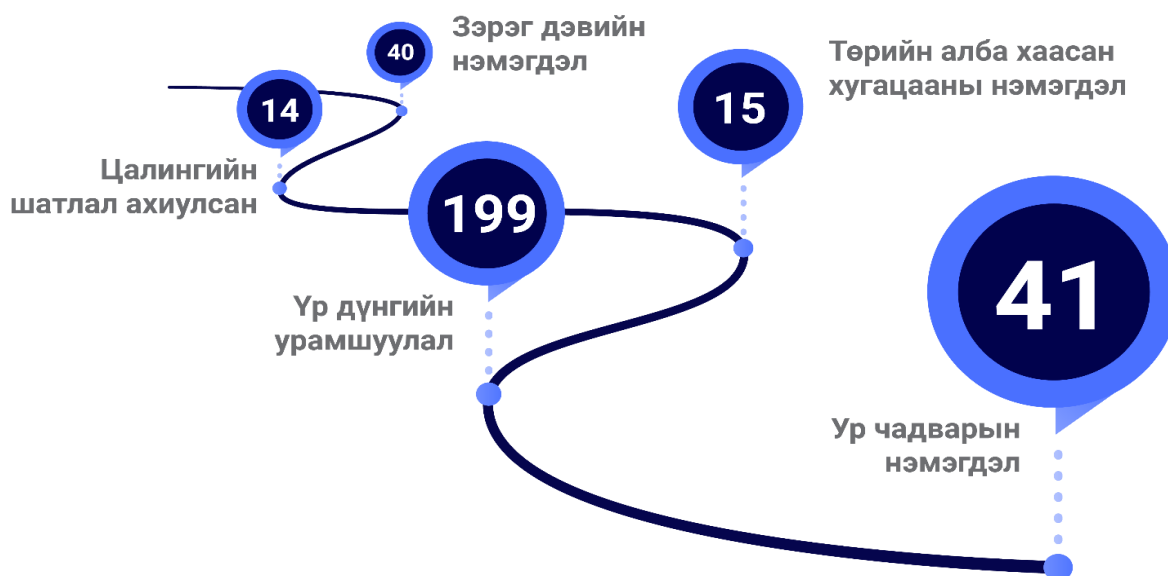 40
Зэрэг дэвийн
нэмэгдэл
14
Цалингийн
шатлал ахиулсан
15
Төрийн алба хаасан
хугацааны нэмэгдэл
199
Үр дүнгийн
урамшуулал
41
Ур чадварын
нэмэгдэл